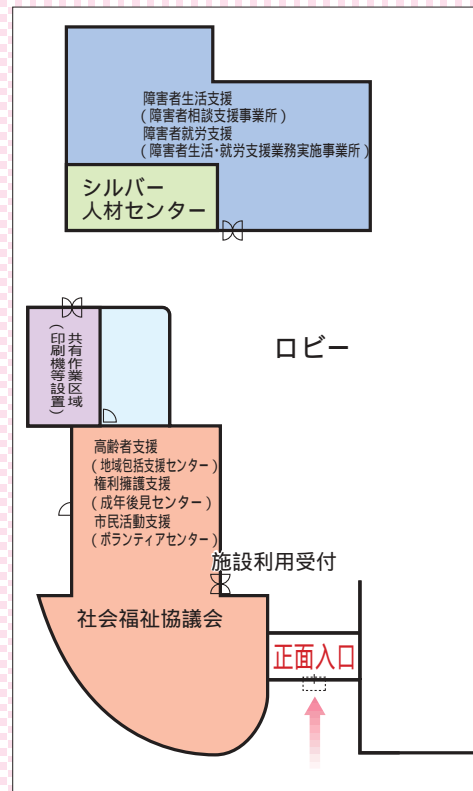 障害者生活支援
(障害者相談支援事業所)
障害者就労支援
(障害者生活・就労支援業務実施事業所)
シルバー
人材センター
ロビー
共有作業区域
(印刷機等設置)
高齢者支援
(地域包括支援センター)
権利擁護支援
(成年後見センター)
市民活動支援
(ボランティアセンター)
施設利用受付
社会福祉協議会
正面入口